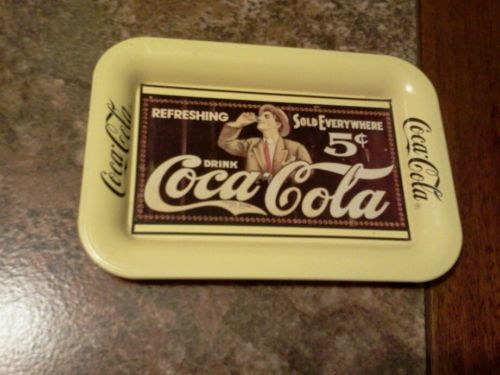 REFRESHING
SOLD EVERYWHERE
5¢
DRINK
Coca-Cola
Coca-Cola
Coca-Cola®